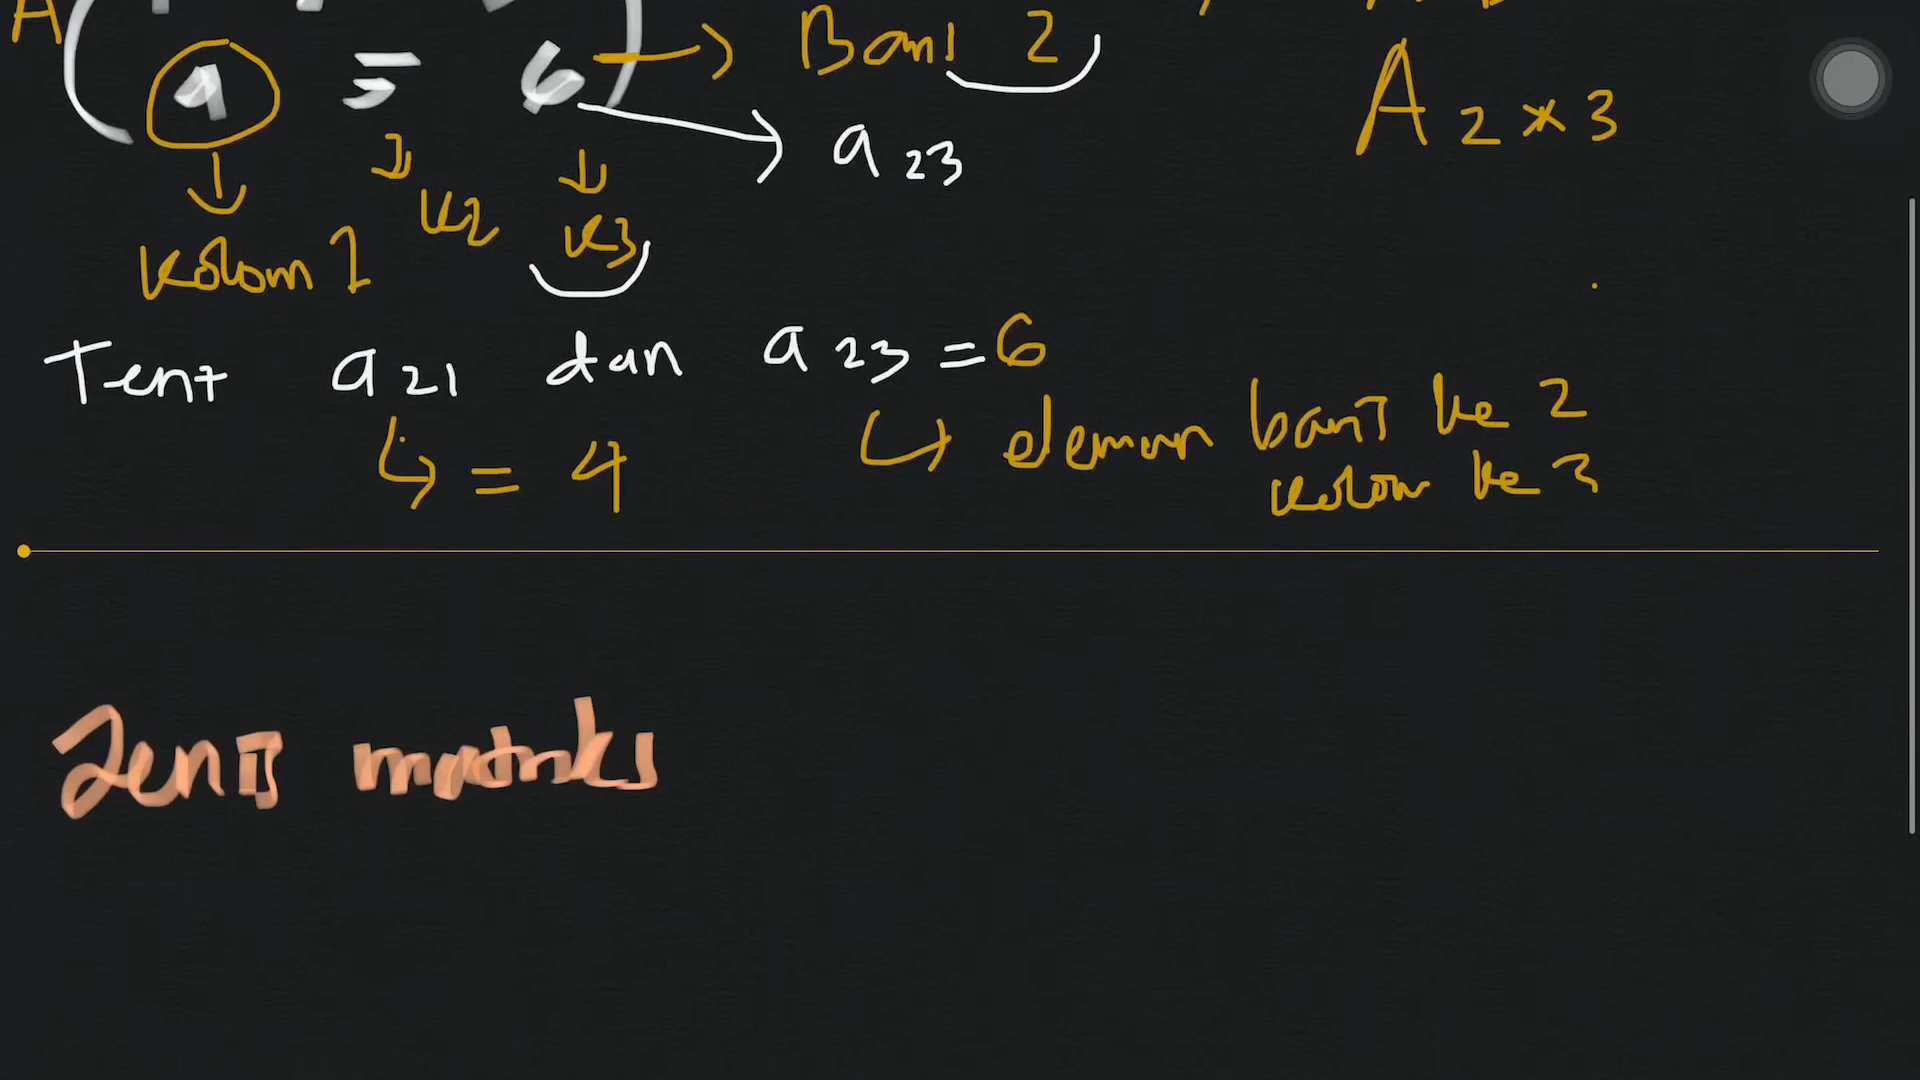 A
4 5 6 → Baris 2
a 23
A 2 × 3
K2
K3
Kolom 1
Tent a 21 dan a 23 = 6
↳ = 4
↳ elemen baris ke 2
kolom ke 3
Jenis matriks